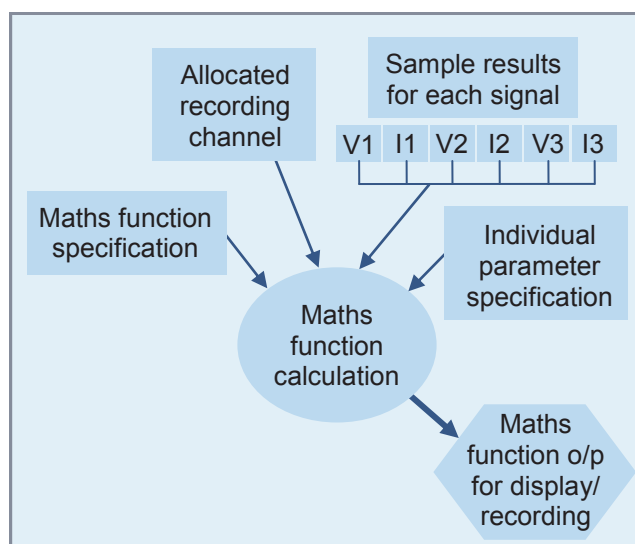 Allocated
recording
channel
Sample results
for each signal
V1 I1 V2 I2 V3 I3
Maths function
specification
Individual
parameter
specification
Maths
function
calculation
Maths
function o/p
for display/
recording